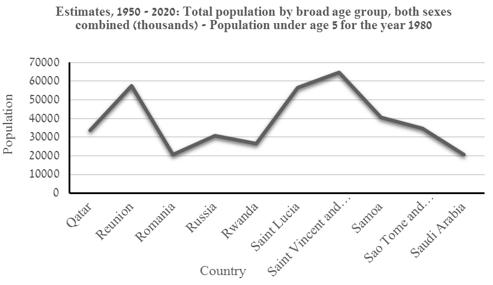 Estimates, 1950 - 2020: Total population by broad age group, both sexes
combined (thousands) - Population under age 5 for the year 1980
70000
60000
50000
40000
30000
20000
10000
0
Population
Qatar
Reunion
Romania
Russia
Rwanda
Saint Lucia
Saint Vincent and…
Samoa
Sao Tome and…
Saudi Arabia
Country